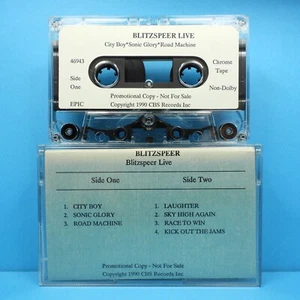 BLITZSPEER LIVE
City Boy*Sonic Glory*Road Machine
46943
Chrome
Side
Tape
One
Non-Dolby
EPIC
Promotional Copy - Not For Sale
Copyright 1990 CBS Records Inc
BLITZSPEER
Blitzspeer Live
Side One
Side Two
1. CITY BOY
1. LAUGHTER
2. SONIC GLORY
2. SKY HIGH AGAIN
3. ROAD MACHINE
3. RACE TO WIN
4. KICK OUT THE JAMS
Promotional Copy - Not For Sale
Copyright 1990 CBS Records Inc